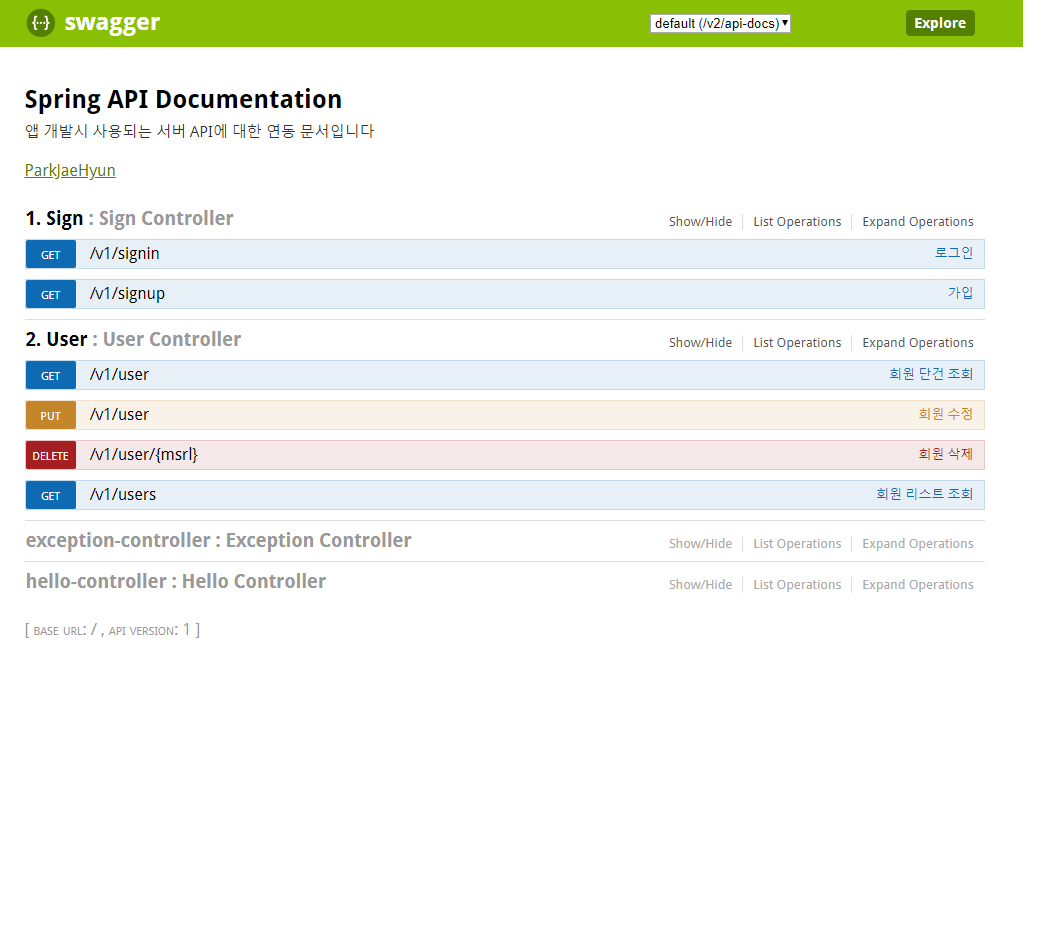 {···} swagger default (/v2/api-docs) Explore
Spring API Documentation
앱 개발시 사용되는 서버 API에 대한 연동 문서입니다
ParkJaeHyun
1. Sign : Sign Controller Show/Hide List Operations Expand Operations
GET /v1/signin 로그인
GET /v1/signup 가입
2. User : User Controller Show/Hide List Operations Expand Operations
GET /v1/user 회원 단건 조회
PUT /v1/user 회원 수정
DELETE /v1/user/{msrl} 회원 삭제
GET /v1/users 회원 리스트 조회
exception-controller : Exception Controller Show/Hide List Operations Expand Operations
hello-controller : Hello Controller Show/Hide List Operations Expand Operations
[ BASE URL: / , API VERSION: 1 ]